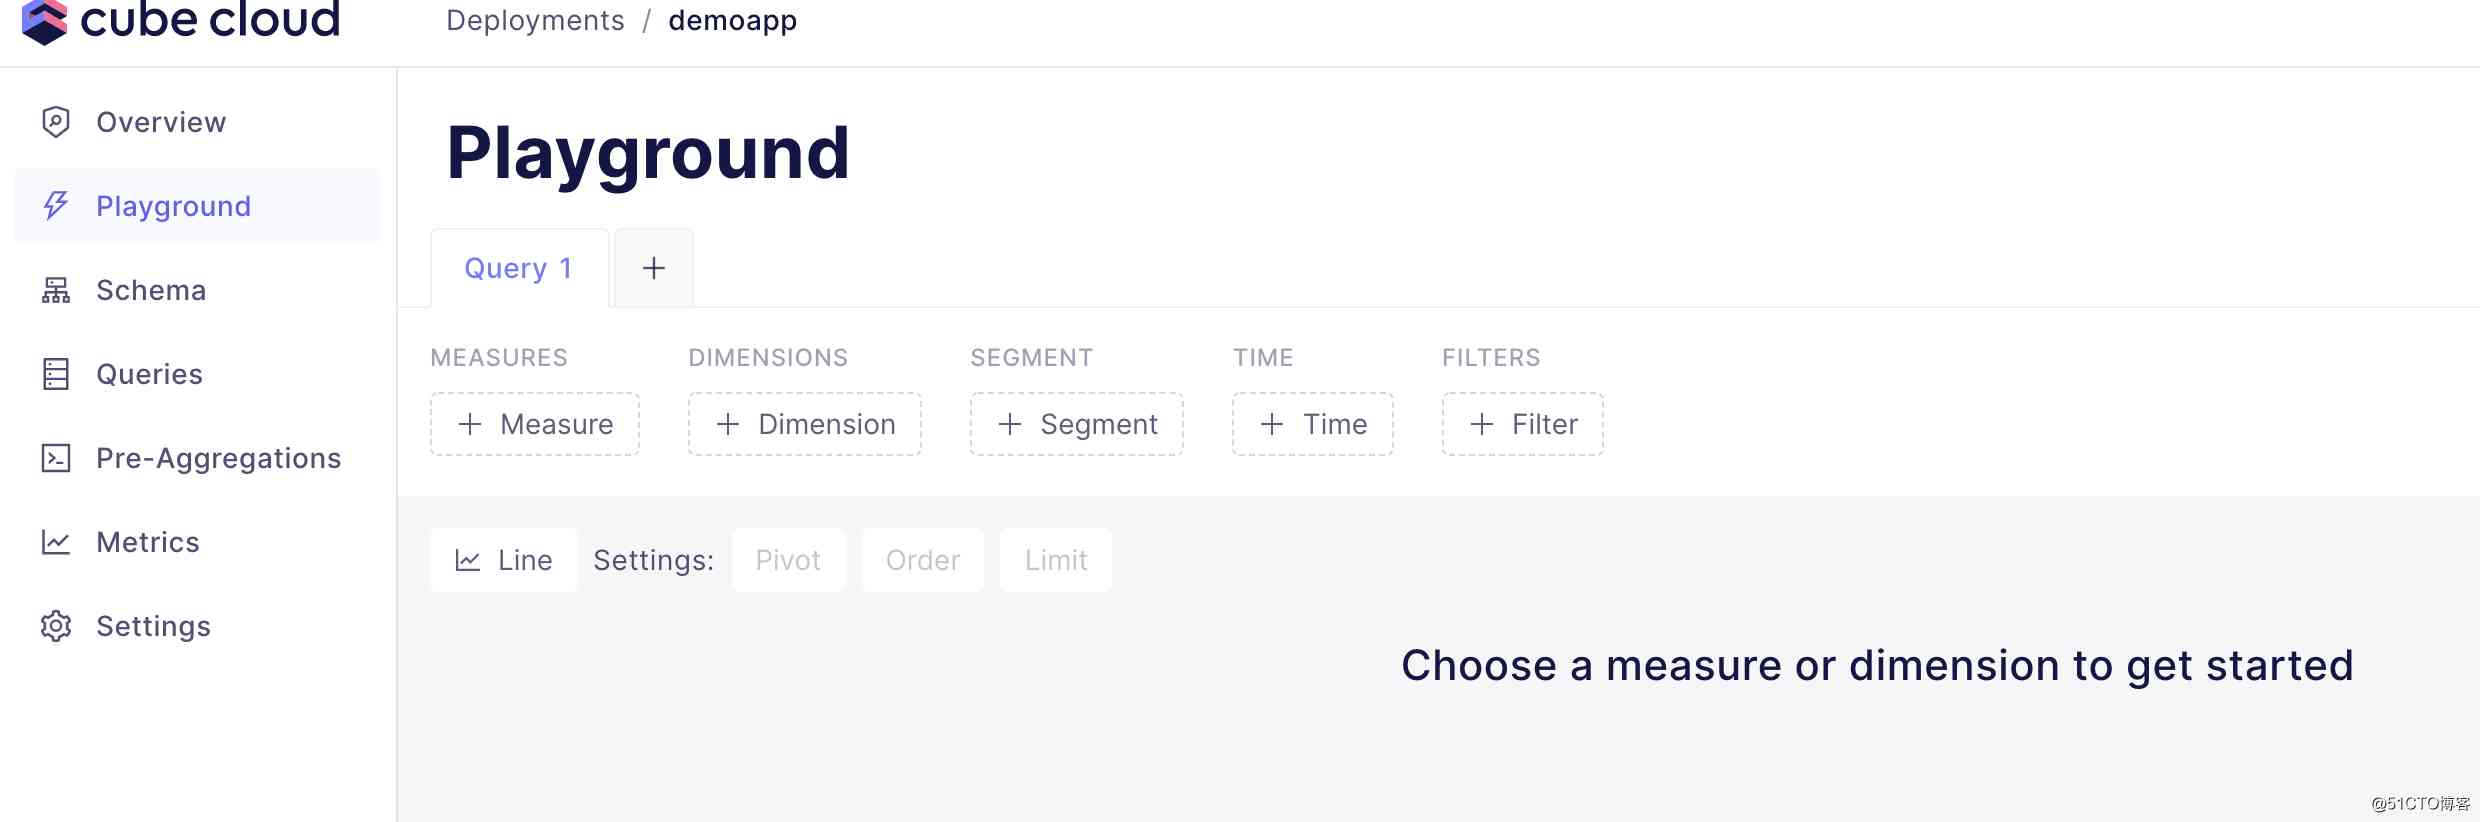 cube cloud
Deployments / demoapp
Overview
Playground
Schema
Queries
Pre-Aggregations
Metrics
Settings
Playground
Query 1 +
MEASURES DIMENSIONS SEGMENT TIME FILTERS
+ Measure + Dimension + Segment + Time + Filter
Line Settings: Pivot Order Limit
Choose a measure or dimension to get started
@51CTO博客